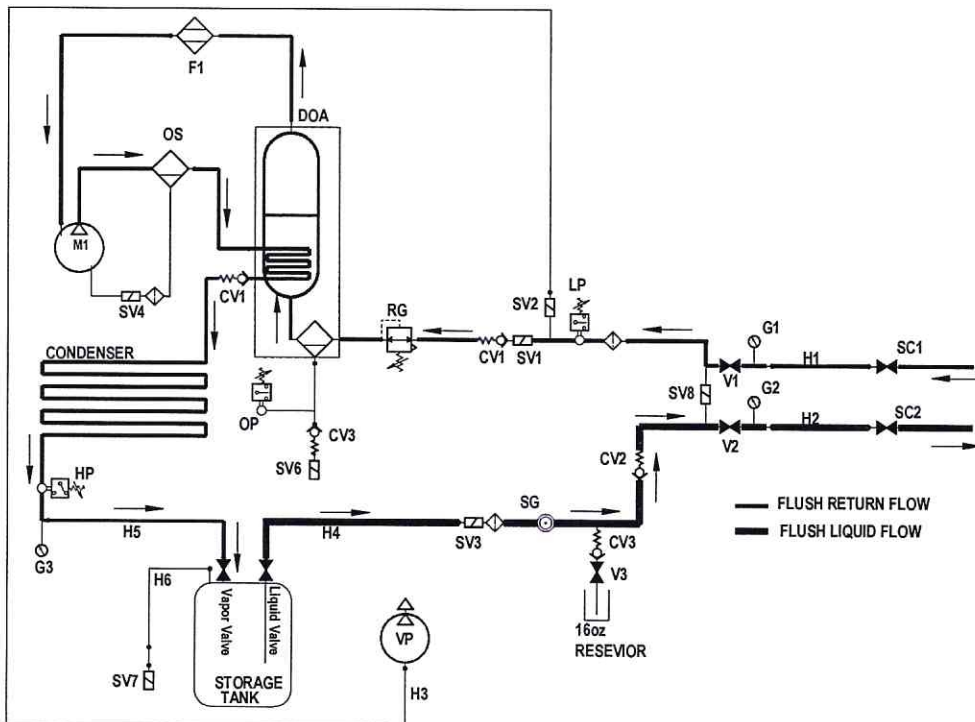 F1
DOA
OS
M1
SV4
CV1
SV2
LP
RG
CV1
SV1
G1
H1
SC1
V1
CONDENSER
SV8
G2
H2
SC2
V2
OP
CV3
SV6
CV2
HP
SG
FLUSH RETURN FLOW
FLUSH LIQUID FLOW
H5
H4
SV3
CV3
G3
V3
H6
Vapor Valve
Liquid Valve
16oz
RESEVIOR
VP
SV7
STORAGE
TANK
H3